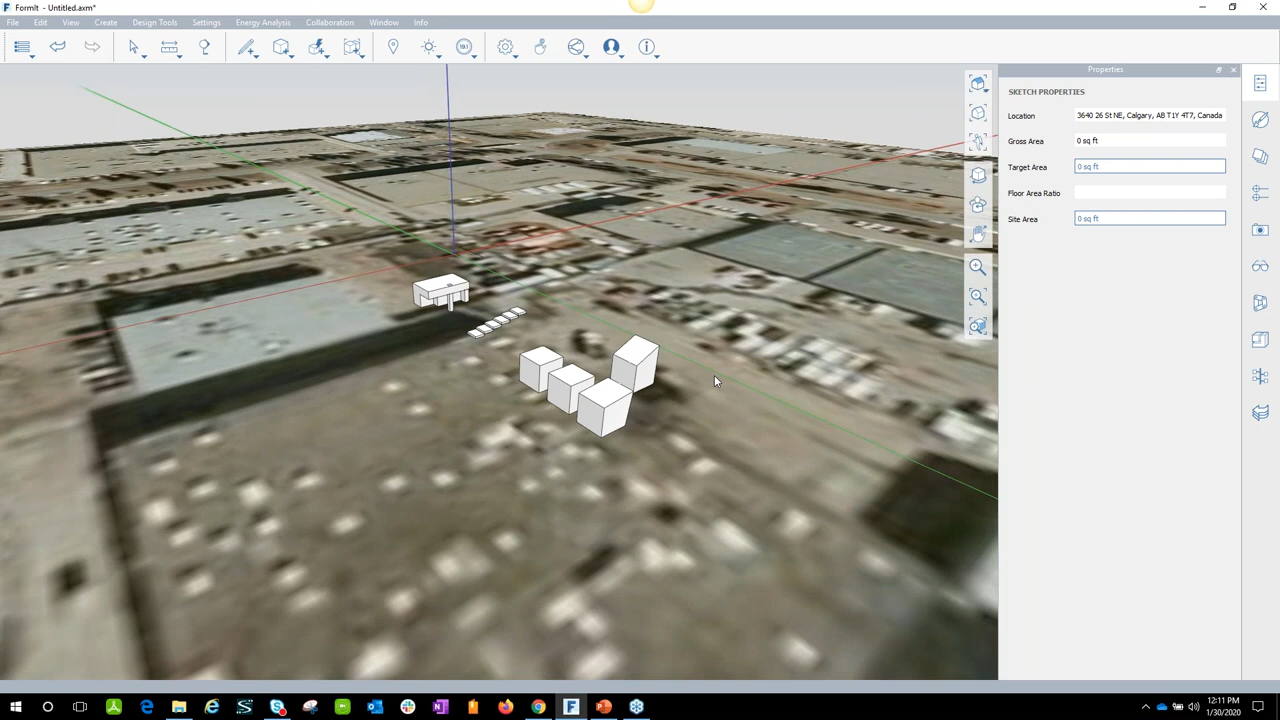 FormIt - Untitled.axm*
File Edit View Create Design Tools Settings Energy Analysis Collaboration Window Info
Properties
SKETCH PROPERTIES
Location 3640 26 St NE, Calgary, AB T1Y 4T7, Canada
Gross Area 0 sq ft
Target Area 0 sq ft
Floor Area Ratio
Site Area 0 sq ft
12:11 PM
1/30/2020